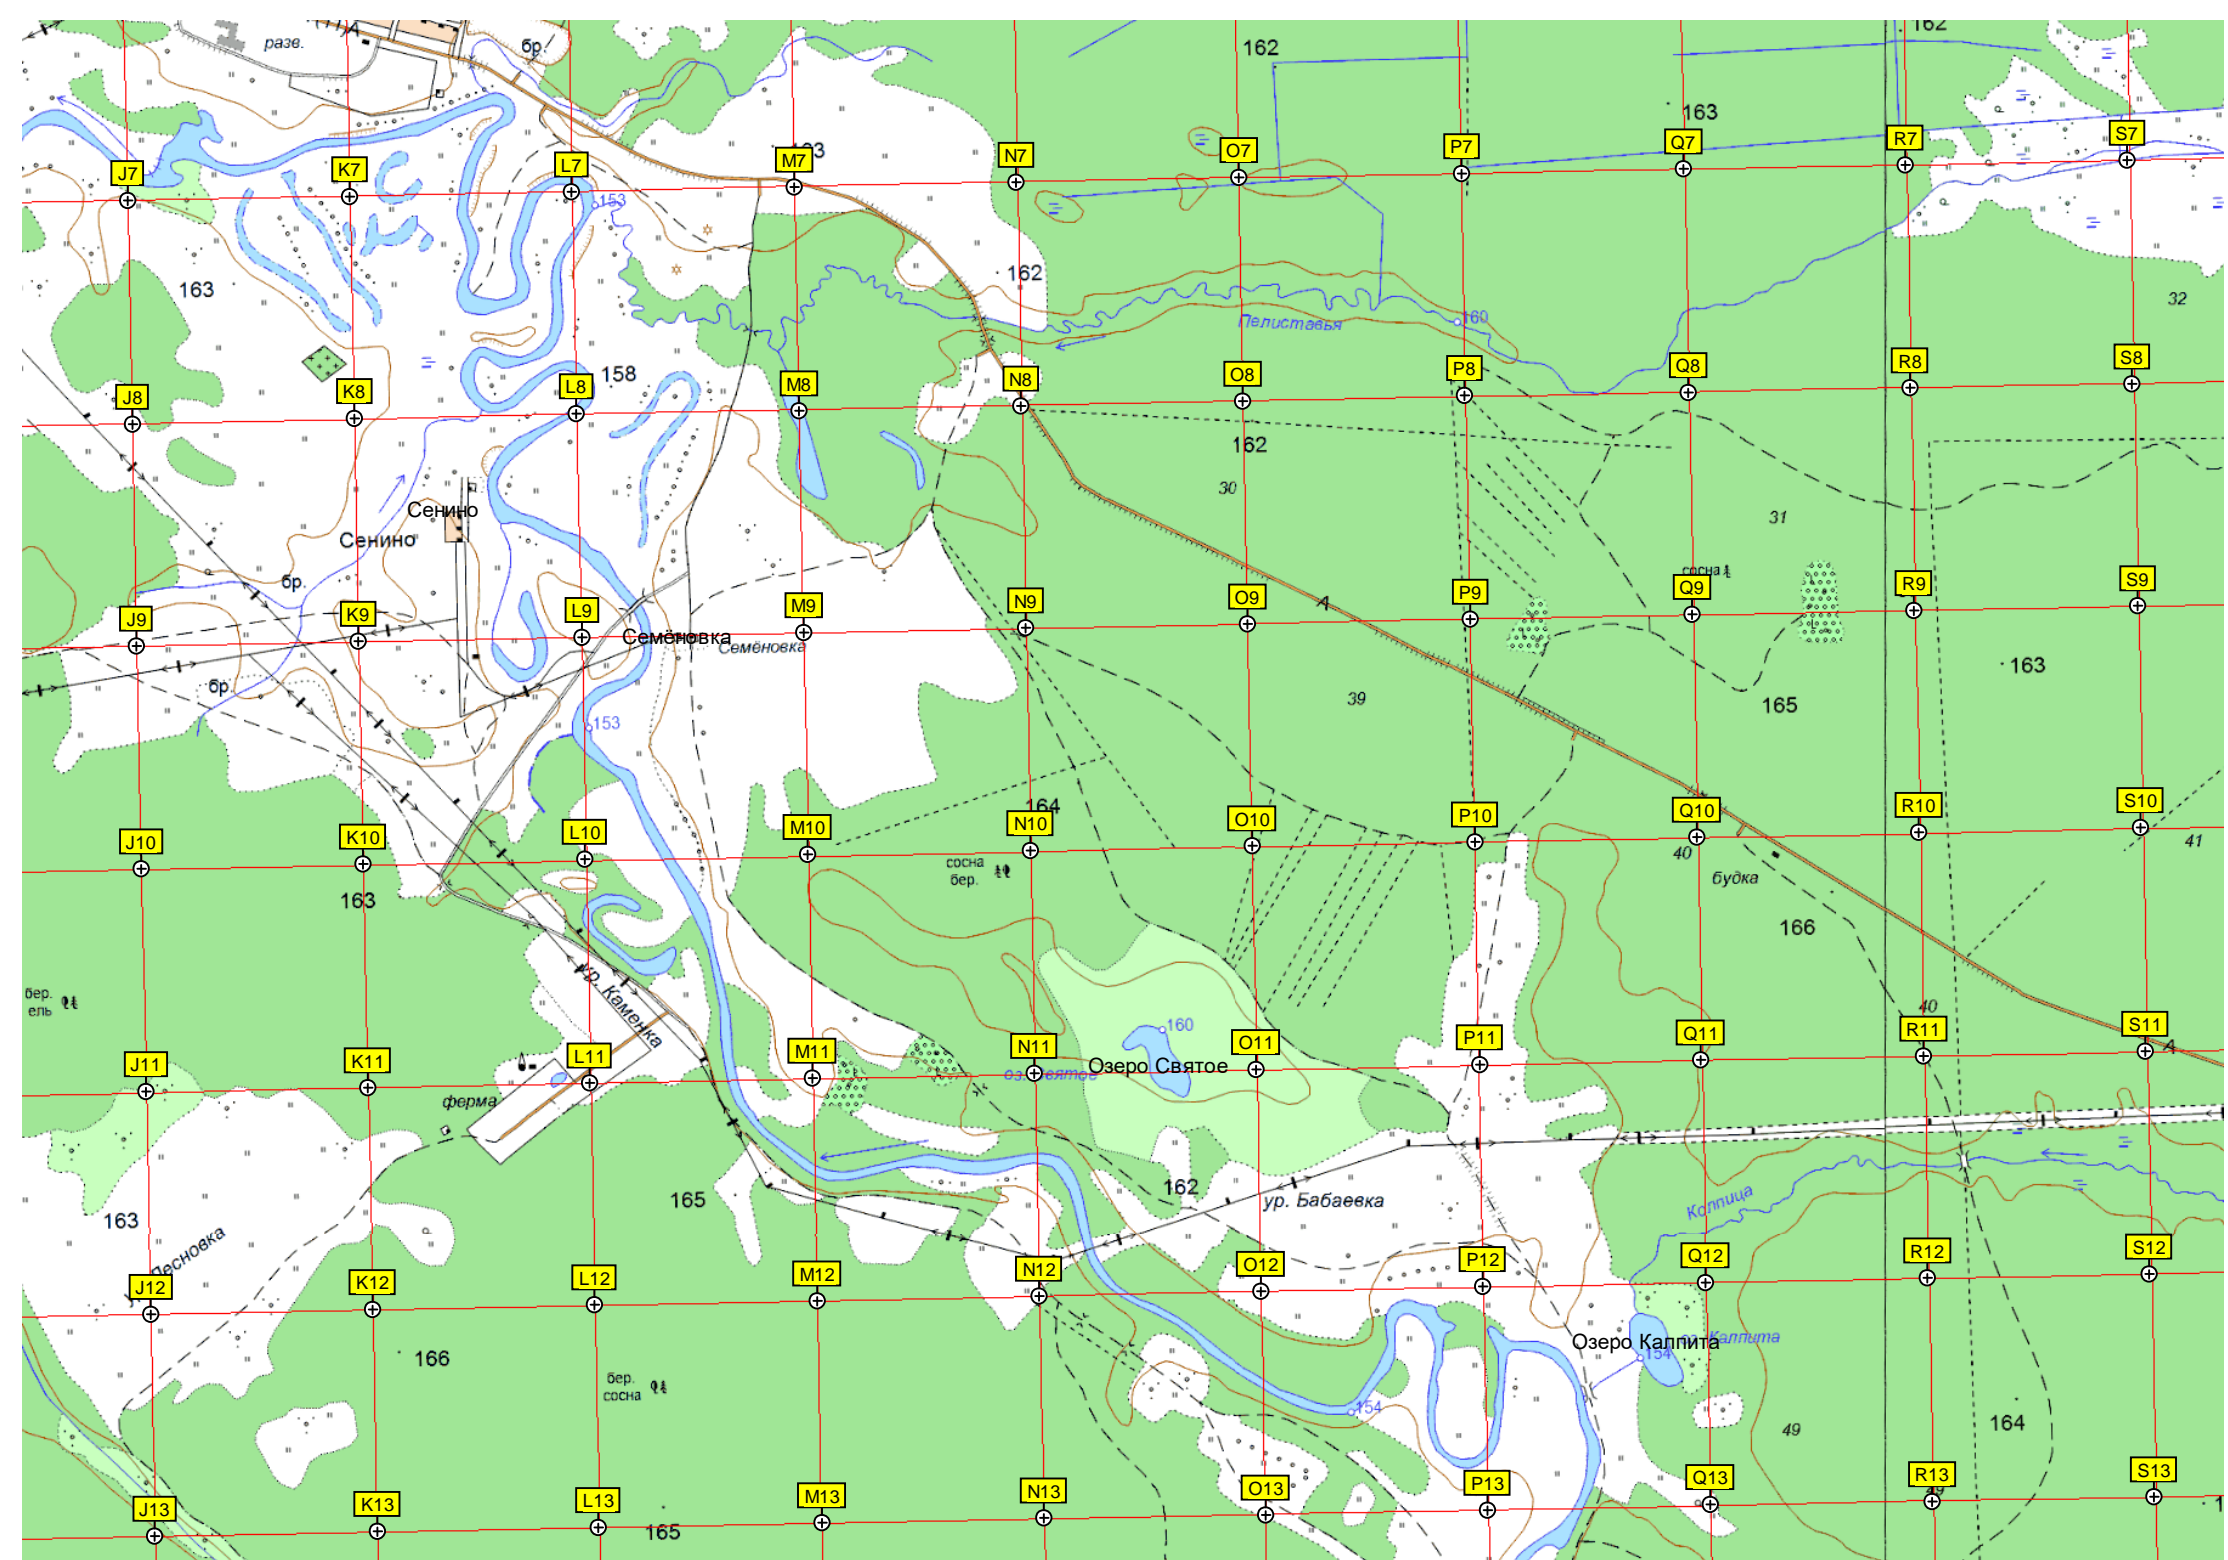 разв.
бр.
А
162
162
163
J7
K7
L7
M7
N7
O7
P7
Q7
R7
S7
153
163
162
32
Пелиставья
160
158
J8
K8
L8
M8
N8
O8
P8
Q8
R8
S8
162
30
31
Сенино
Сенино
бр.
сосна
J9
K9
L9
M9
N9
O9
P9
Q9
R9
S9
А
Семёновка
Семёновка
163
бр.
39
165
153
164
J10
K10
L10
M10
N10
O10
P10
Q10
R10
S10
сосна
бер.
40
41
будка
163
166
бер.
ель
ур. Каменка
160
40
J11
K11
L11
M11
N11
O11
P11
Q11
R11
S11
А
Озеро Святое
оз. Святое
ферма
165
162
ур. Бабаевка
Колпица
163
J12
K12
L12
M12
N12
O12
P12
Q12
R12
S12
Озеро Калпита
Калпита
154
166
бер.
сосна
154
49
164
J13
K13
L13
M13
N13
O13
P13
Q13
R13
S13
49
165